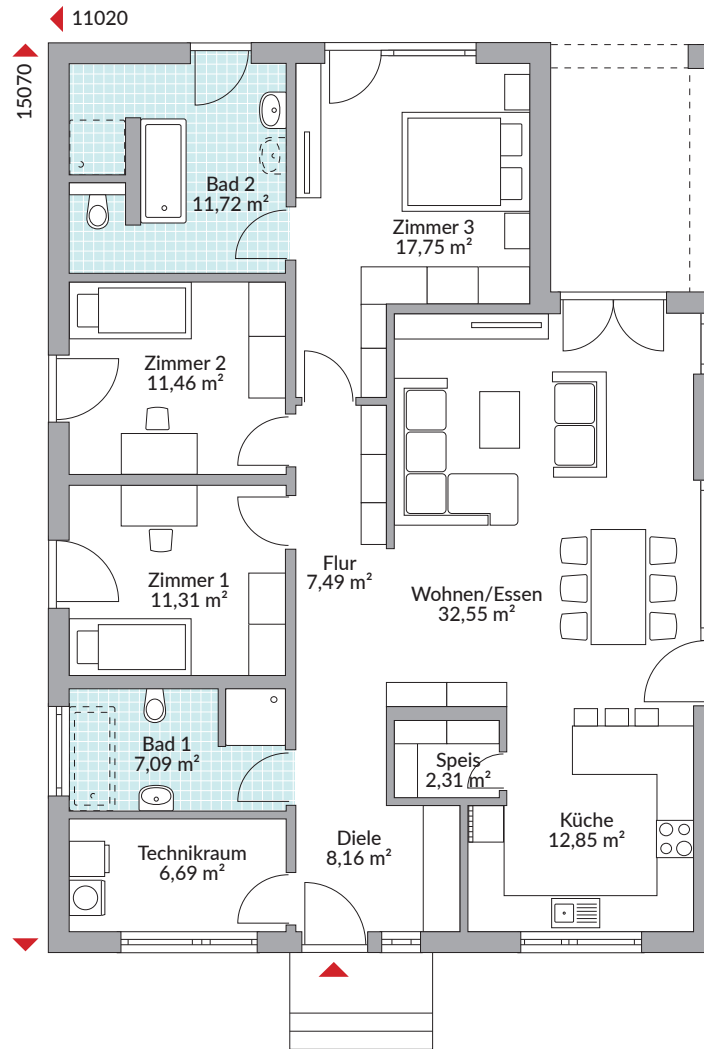 11020
15070
Bad 2
11,72 m²
Zimmer 3
17,75 m²
Zimmer 2
11,46 m²
Zimmer 1
11,31 m²
Flur
7,49 m²
Wohnen/Essen
32,55 m²
Bad 1
7,09 m²
Speis
2,31 m²
Küche
12,85 m²
Technikraum
6,69 m²
Diele
8,16 m²